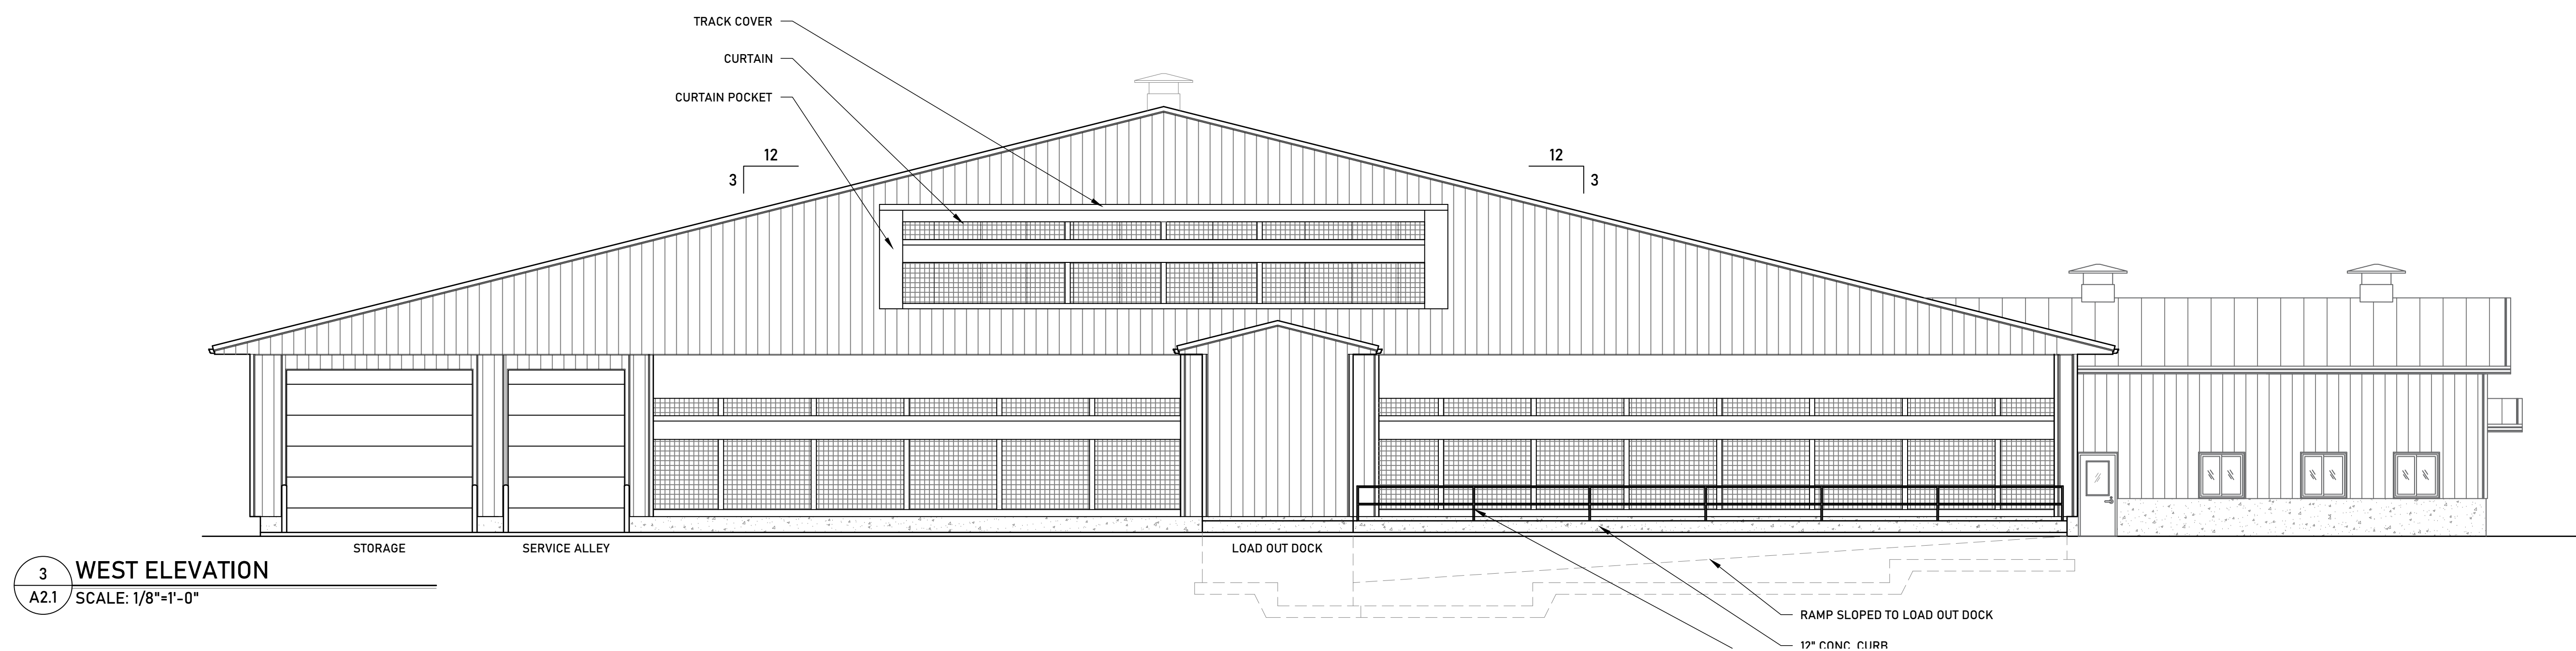 TRACK COVER
CURTAIN
CURTAIN POCKET
12
3
12
3
STORAGE
SERVICE ALLEY
LOAD OUT DOCK
3
A2.1
WEST ELEVATION
SCALE: 1/8"=1'-0"
RAMP SLOPED TO LOAD OUT DOCK
12" CONC. CURB